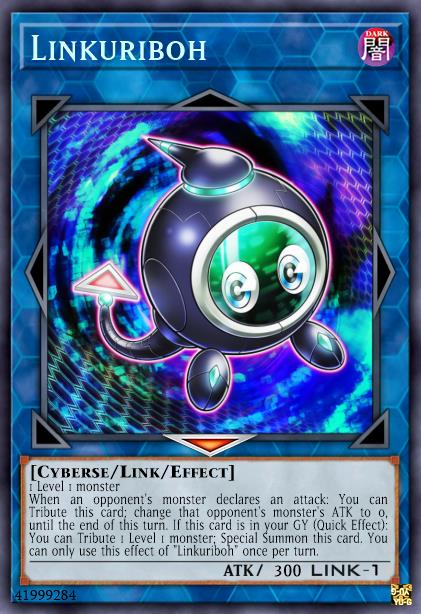 LINKURIBOH
DARK
闇
[CYBERSE/LINK/EFFECT]
1 Level 1 monster
When an opponent's monster declares an attack: You can
Tribute this card; change that opponent's monster's ATK to 0,
until the end of this turn. If this card is in your GY (Quick Effect):
You can Tribute 1 Level 1 monster; Special Summon this card. You
can only use this effect of "Linkuriboh" once per turn.
ATK/ 300 LINK-1
41999284